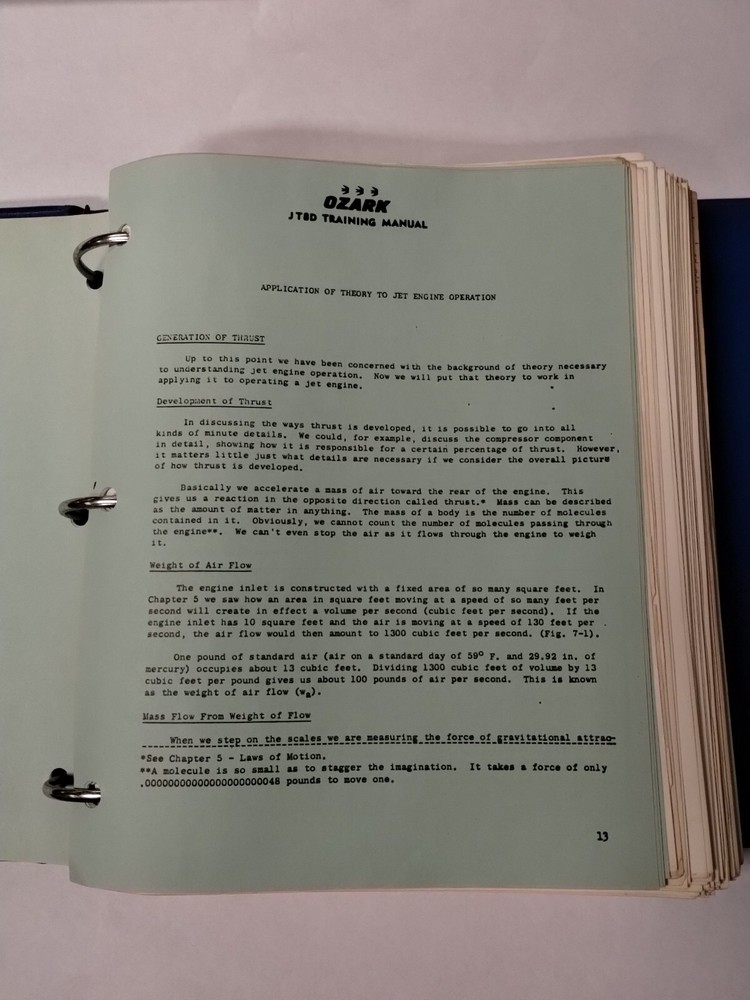 OZARK
JT8D TRAINING MANUAL
APPLICATION OF THEORY TO JET ENGINE OPERATION
GENERATION OF THRUST
Up to this point we have been concerned with the background of theory necessary
to understanding jet engine operation. Now we will put that theory to work in
applying it to operating a jet engine.
Development of Thrust
In discussing the ways thrust is developed, it is possible to go into all
kinds of minute details. We could, for example, discuss the compressor component
in detail, showing how it is responsible for a certain percentage of thrust. However,
it matters little just what details are necessary if we consider the overall picture
of how thrust is developed.
Basically we accelerate a mass of air toward the rear of the engine. This
gives us a reaction in the opposite direction called thrust.* Mass can be described
as the amount of matter in anything. The mass of a body is the number of molecules
contained in it. Obviously, we cannot count the number of molecules passing through
the engine**. We can't even stop the air as it flows through the engine to weigh
it.
Weight of Air Flow
The engine inlet is constructed with a fixed area of so many square feet. In
Chapter 5 we saw how an area in square feet moving at a speed of so many feet per
second will create in effect a volume per second (cubic feet per second). If the
engine inlet has 10 square feet and the air is moving at a speed of 130 feet per
second, the air flow would then amount to 1300 cubic feet per second. (Fig. 7-1).
One pound of standard air (air on a standard day of 59° F. and 29.92 in. of
mercury) occupies about 13 cubic feet. Dividing 1300 cubic feet of volume by 13
cubic feet per pound gives us about 100 pounds of air per second. This is known
as the weight of air flow (wa).
Mass Flow From Weight of Flow
When we step on the scales we are measuring the force of gravitational attrac-
*See Chapter 5 - Laws of Motion.
**A molecule is so small as to stagger the imagination. It takes a force of only
pounds to move one.
13